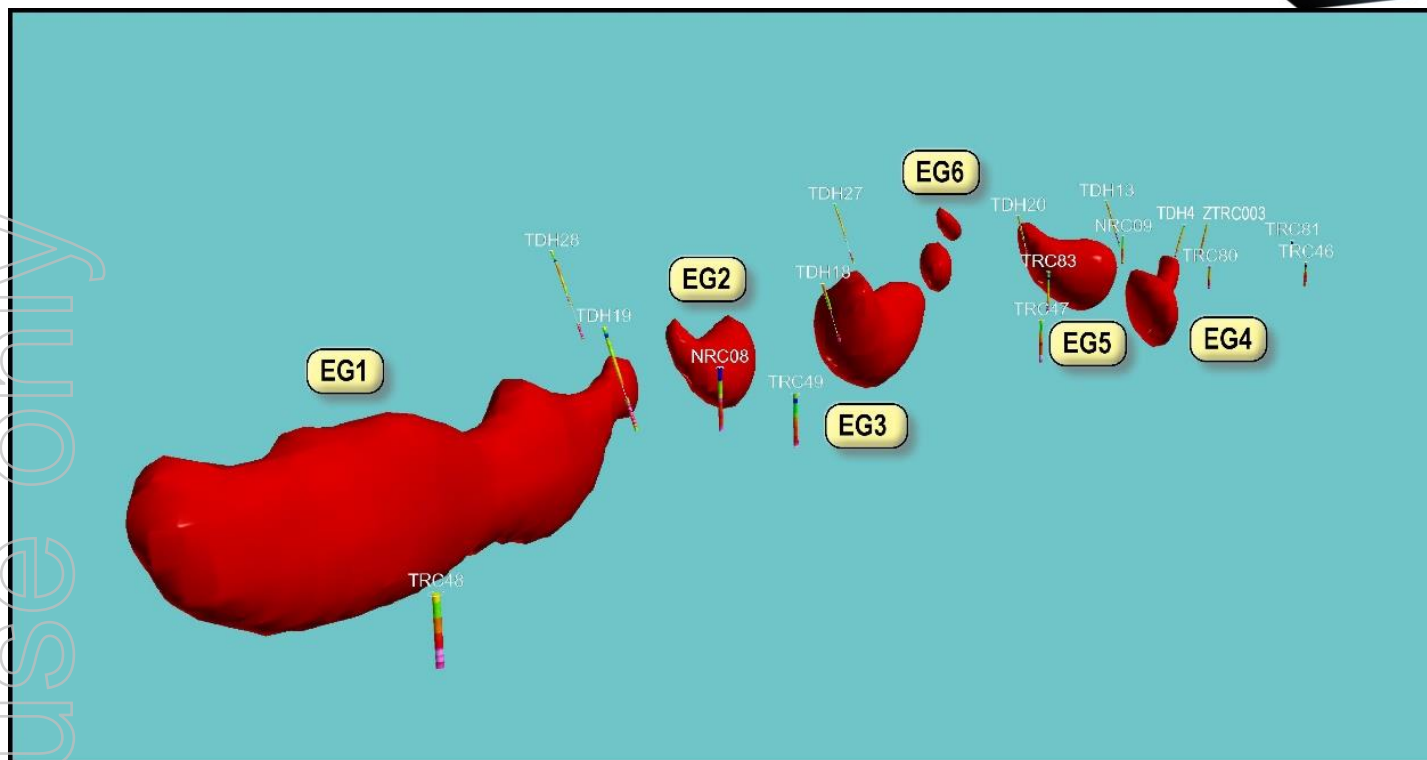 EG6
TDH27
TDH20
TDH13
NRC09
TDH4
ZTRC003
TRC81
TRC46
TRC80
TDH28
EG2
TDH18
TRC83
TDH19
TRC47
EG5
EG4
EG1
NRC08
TRC49
EG3
TRC48
use only